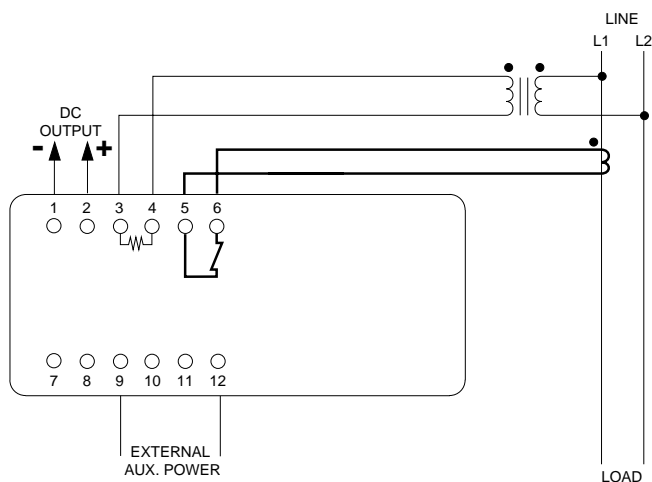 LINE
L1 L2
DC
OUTPUT
- +
1 2 3 4 5 6
7 8 9 10 11 12
EXTERNAL
AUX. POWER
LOAD